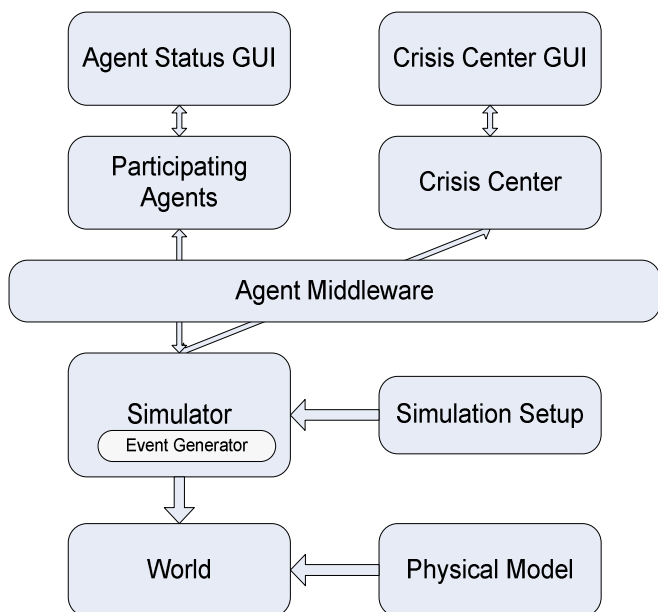 Agent Status GUI
Crisis Center GUI
Participating
Agents
Crisis Center
Agent Middleware
Simulator
Event Generator
Simulation Setup
World
Physical Model